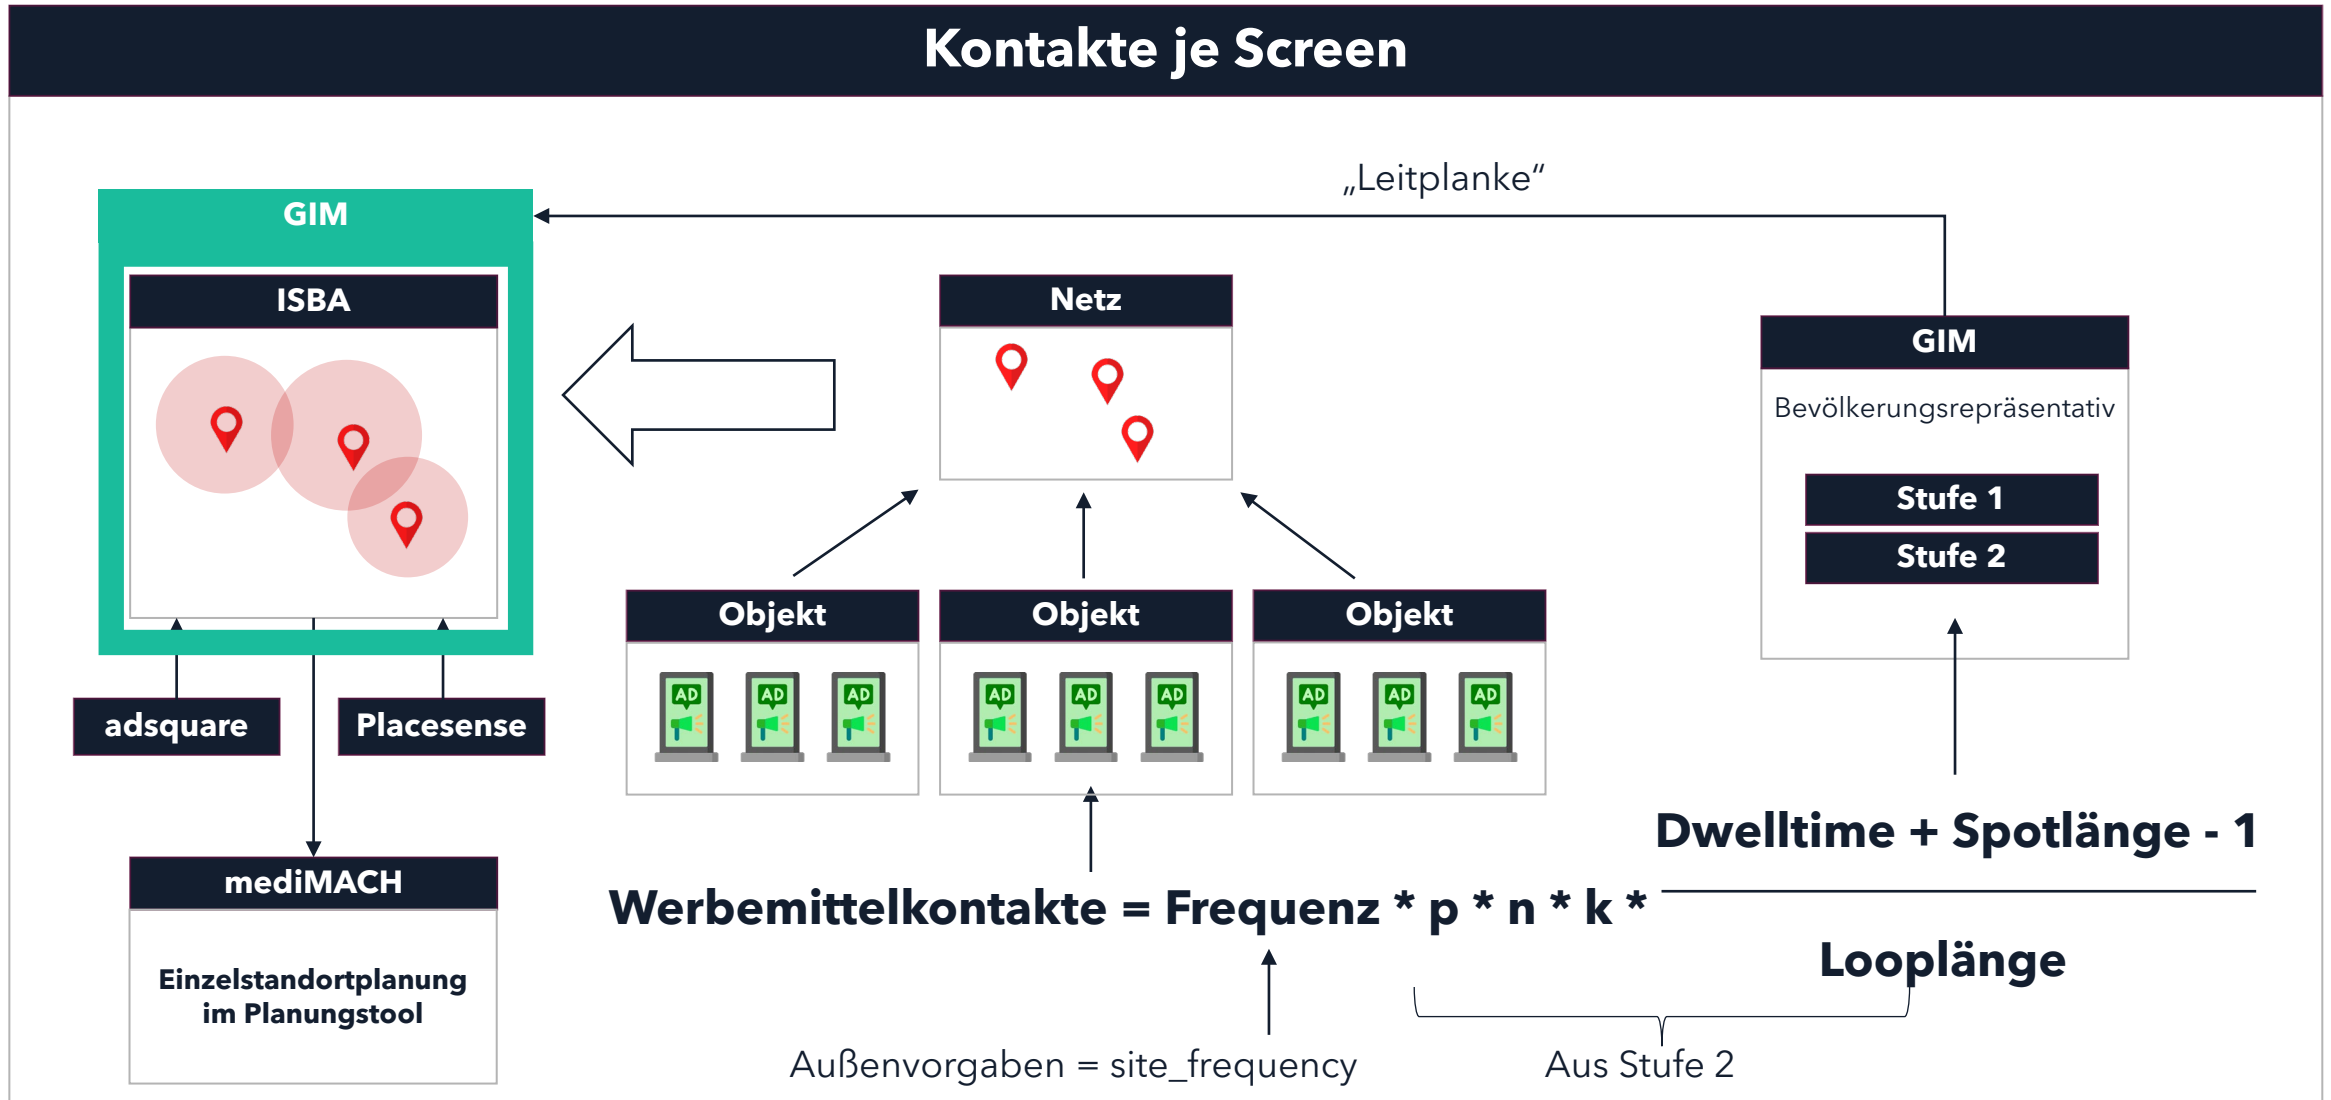 Kontakte je Screen
„Leitplanke“
GIM
ISBA
adsquare
Placesense
mediMACH
Einzelstandortplanung
im Planungstool
Netz
Objekt
Objekt
Objekt
AD
AD
AD
AD
AD
AD
AD
AD
AD
GIM
Bevölkerungsrepräsentativ
Stufe 1
Stufe 2
Dwelltime + Spotlänge - 1
Werbemittelkontakte = Frequenz * p * n * k *
Looplänge
Außenvorgaben = site_frequency
Aus Stufe 2